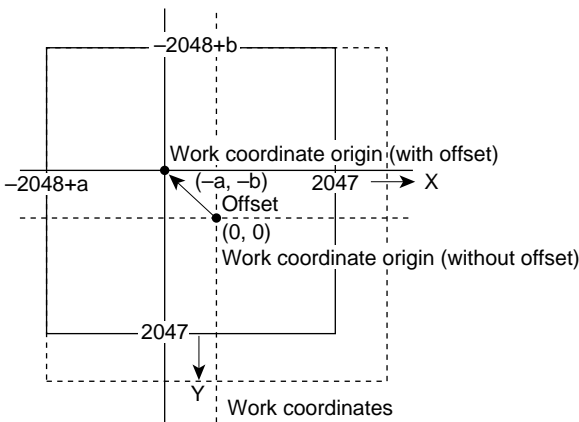 –2048+b
Work coordinate origin (with offset)
–2048+a
(–a, –b)
2047
X
Offset
(0, 0)
Work coordinate origin (without offset)
2047
Y
Work coordinates